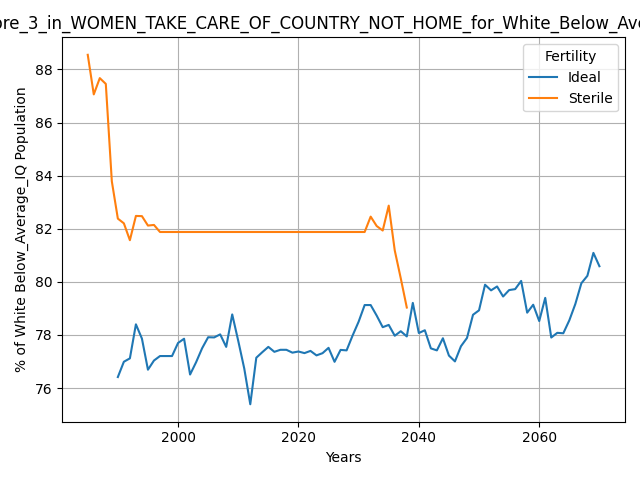 ore_3_in_WOMEN_TAKE_CARE_OF_COUNTRY_NOT_HOME_for_White_Below_Ave
Fertility
Ideal
Sterile
% of White Below_Average_IQ Population
88
86
84
82
80
78
76
2000
2020
2040
2060
Years